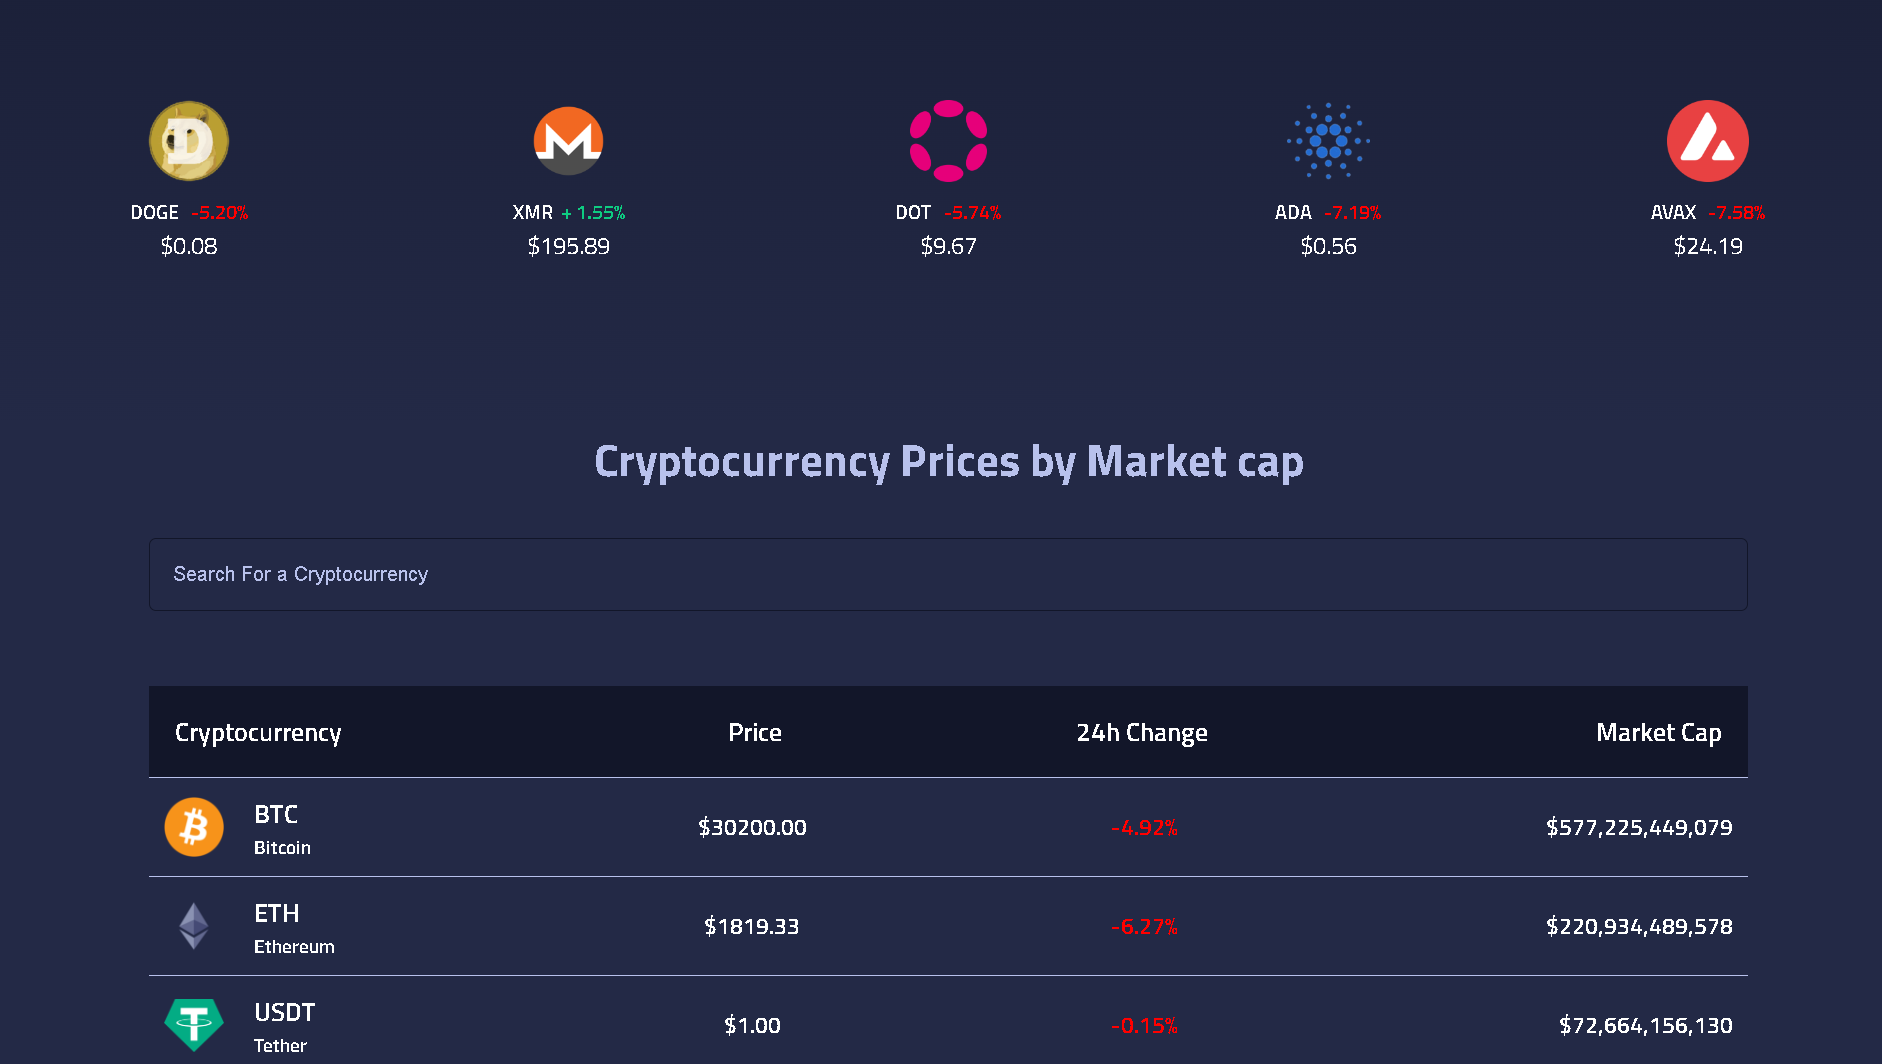 DOGE -5.20%
$0.08
XMR + 1.55%
$195.89
DOT -5.74%
$9.67
ADA -7.19%
$0.56
AVAX -7.58%
$24.19
Cryptocurrency Prices by Market cap
Search For a Cryptocurrency
Cryptocurrency Price 24h Change Market Cap
BTC
Bitcoin
$30200.00 -4.92% $577,225,449,079
ETH
Ethereum
$1819.33 -6.27% $220,934,489,578
USDT
Tether
$1.00 -0.15% $72,664,156,130